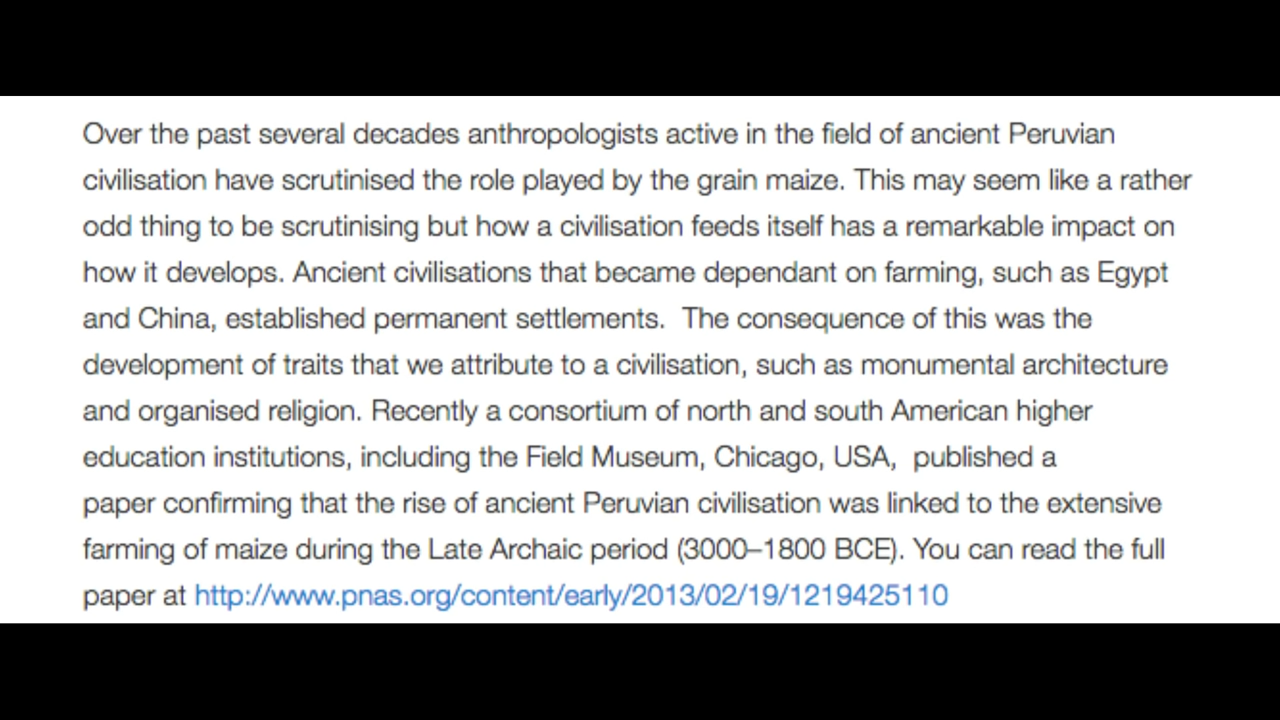 Over the past several decades anthropologists active in the field of ancient Peruvian
civilisation have scrutinised the role played by the grain maize. This may seem like a rather
odd thing to be scrutinising but how a civilisation feeds itself has a remarkable impact on
how it develops. Ancient civilisations that became dependant on farming, such as Egypt
and China, established permanent settlements.  The consequence of this was the
development of traits that we attribute to a civilisation, such as monumental architecture
and organised religion. Recently a consortium of north and south American higher
education institutions, including the Field Museum, Chicago, USA,  published a
paper confirming that the rise of ancient Peruvian civilisation was linked to the extensive
farming of maize during the Late Archaic period (3000–1800 BCE). You can read the full
paper at http://www.pnas.org/content/early/2013/02/19/1219425110